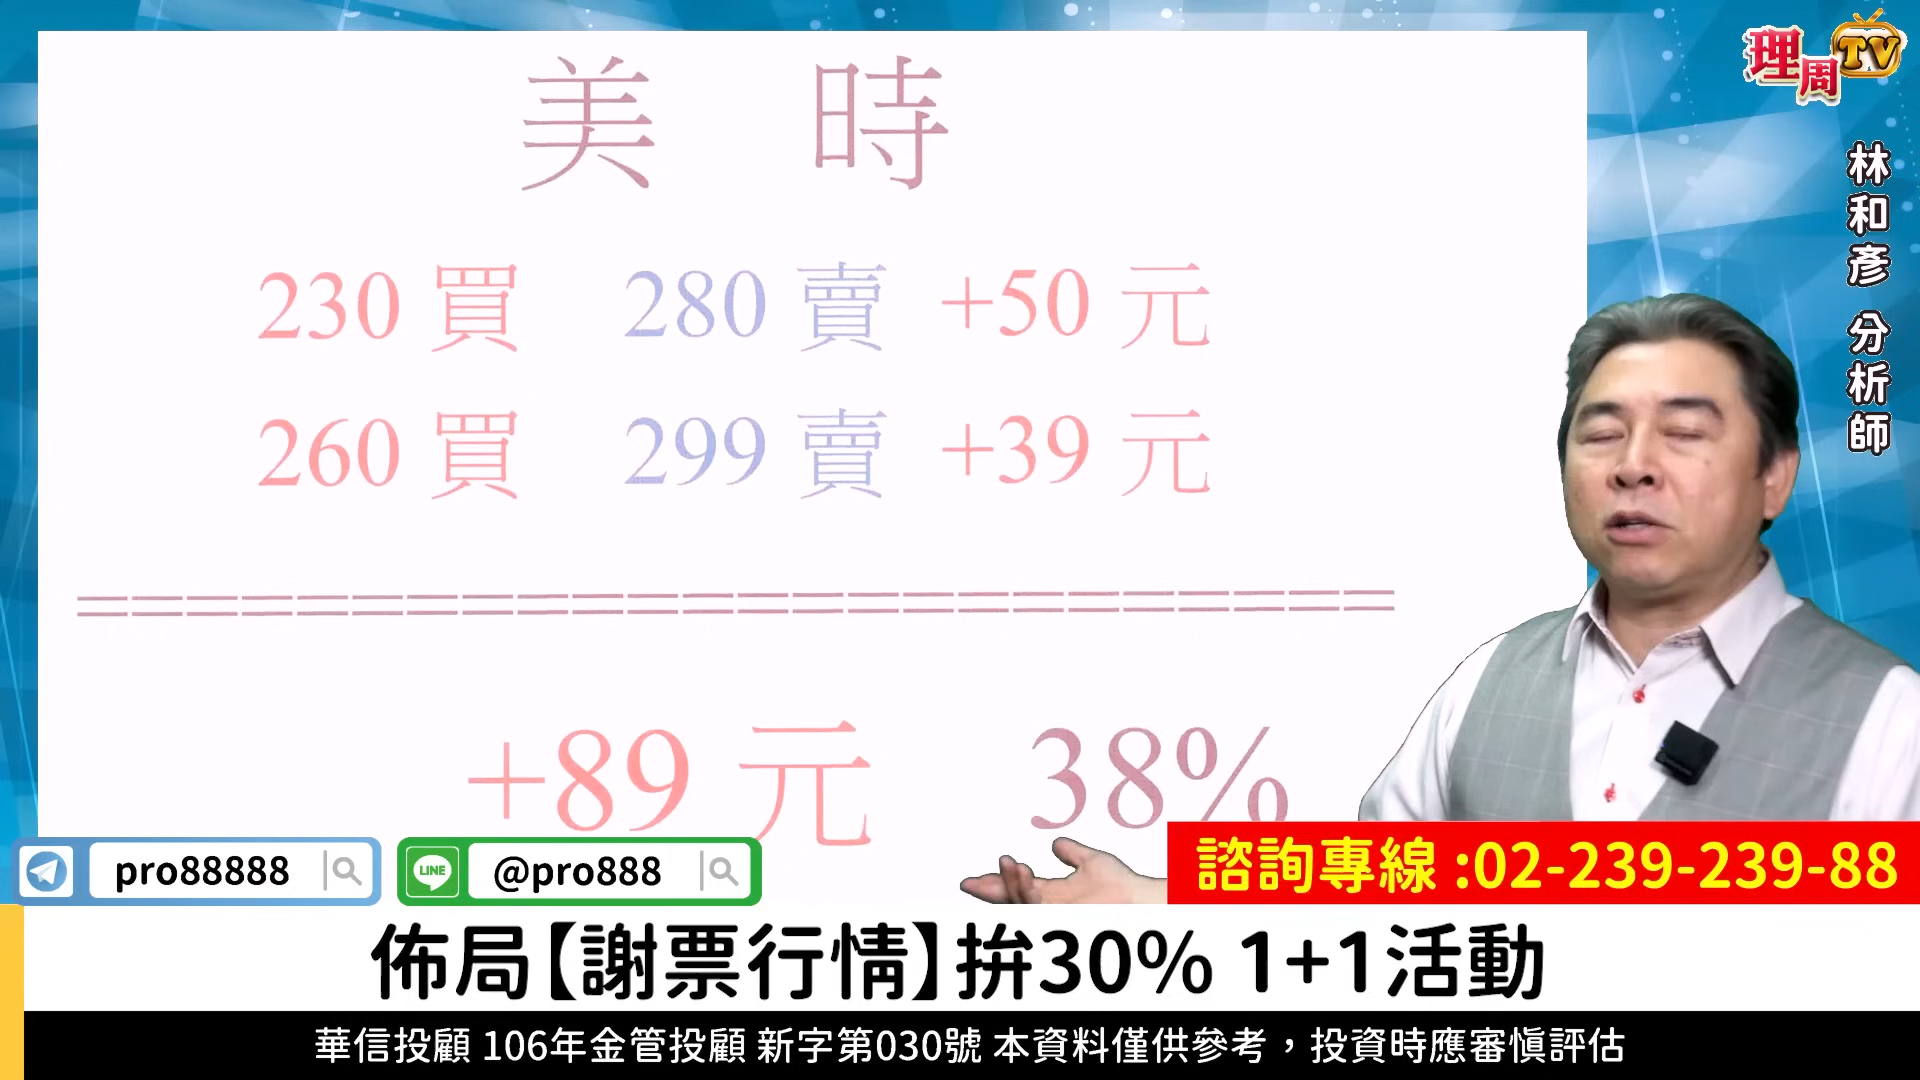 美 時
230 買 280 賣 +50 元
260 買 299 賣 +39 元
==========================
+89 元 38%
理周TV
林和彥 分析師
pro88888
LINE
@pro888
諮詢專線 :02-239-239-88
佈局【謝票行情】拚30% 1+1活動
華信投顧 106年金管投顧 新字第030號 本資料僅供參考，投資時應審慎評估